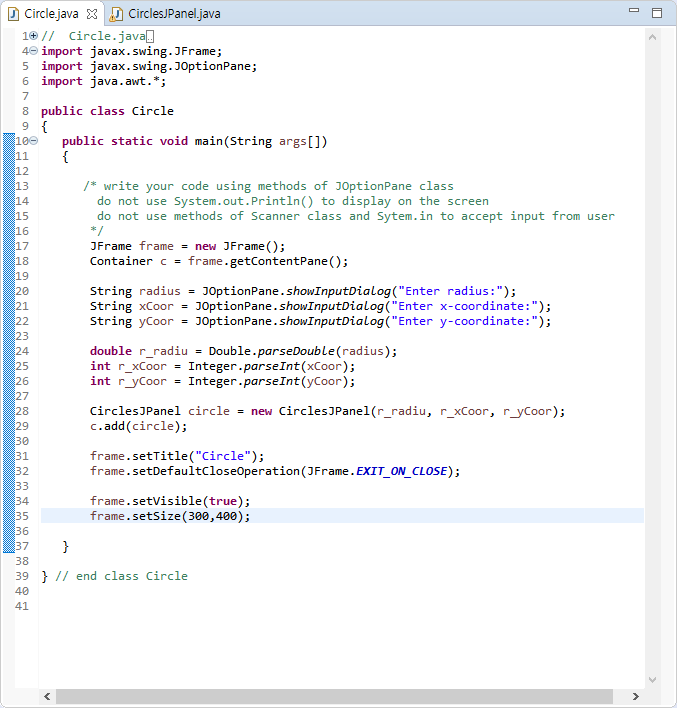 Circle.java CirclesJPanel.java
1 // Circle.java
4 import javax.swing.JFrame;
5 import javax.swing.JOptionPane;
6 import java.awt.*;
7
8 public class Circle
9 {
10 public static void main(String args[])
11 {
12
13 /* write your code using methods of JOptionPane class
14 do not use System.out.Println() to display on the screen
15 do not use methods of Scanner class and Sytem.in to accept input from user
16 */
17 JFrame frame = new JFrame();
18 Container c = frame.getContentPane();
19
20 String radius = JOptionPane.showInputDialog("Enter radius:");
21 String xCoor = JOptionPane.showInputDialog("Enter x-coordinate:");
22 String yCoor = JOptionPane.showInputDialog("Enter y-coordinate:");
23
24 double r_radiu = Double.parseDouble(radius);
25 int r_xCoor = Integer.parseInt(xCoor);
26 int r_yCoor = Integer.parseInt(yCoor);
27
28 CirclesJPanel circle = new CirclesJPanel(r_radiu, r_xCoor, r_yCoor);
29 c.add(circle);
30
31 frame.setTitle("Circle");
32 frame.setDefaultCloseOperation(JFrame.EXIT_ON_CLOSE);
33
34 frame.setVisible(true);
35 frame.setSize(300,400);
36
37 }
38
39 } // end class Circle
40
41